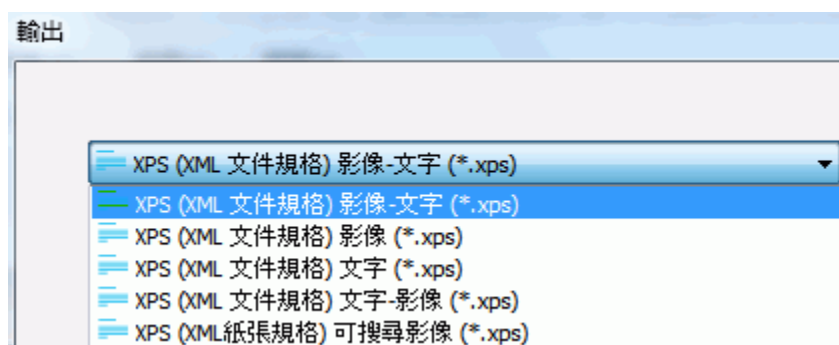 輸出
XPS (XML 文件規格) 影像-文字 (*.xps)
XPS (XML 文件規格) 影像-文字 (*.xps)
XPS (XML 文件規格) 影像 (*.xps)
XPS (XML 文件規格) 文字 (*.xps)
XPS (XML 文件規格) 文字-影像 (*.xps)
XPS (XML紙張規格) 可搜尋影像 (*.xps)